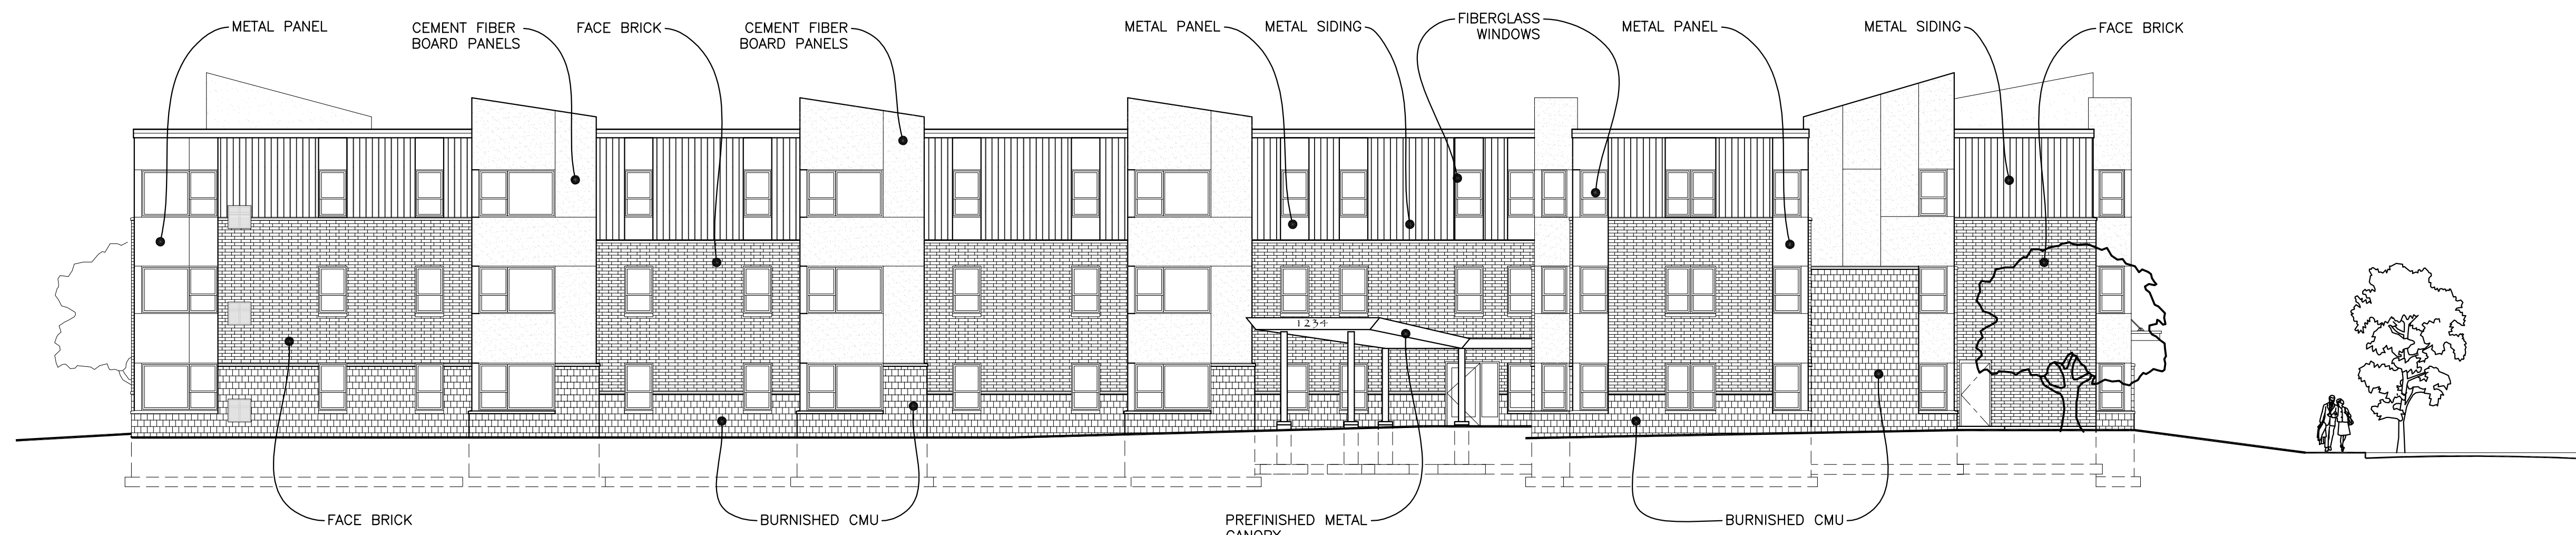 METAL PANEL
CEMENT FIBER
BOARD PANELS
FACE BRICK
CEMENT FIBER
BOARD PANELS
METAL PANEL
METAL SIDING
FIBERGLASS
WINDOWS
METAL PANEL
METAL SIDING
FACE BRICK
1234
FACE BRICK
BURNISHED CMU
PREFINISHED METAL
CANOPY
BURNISHED CMU